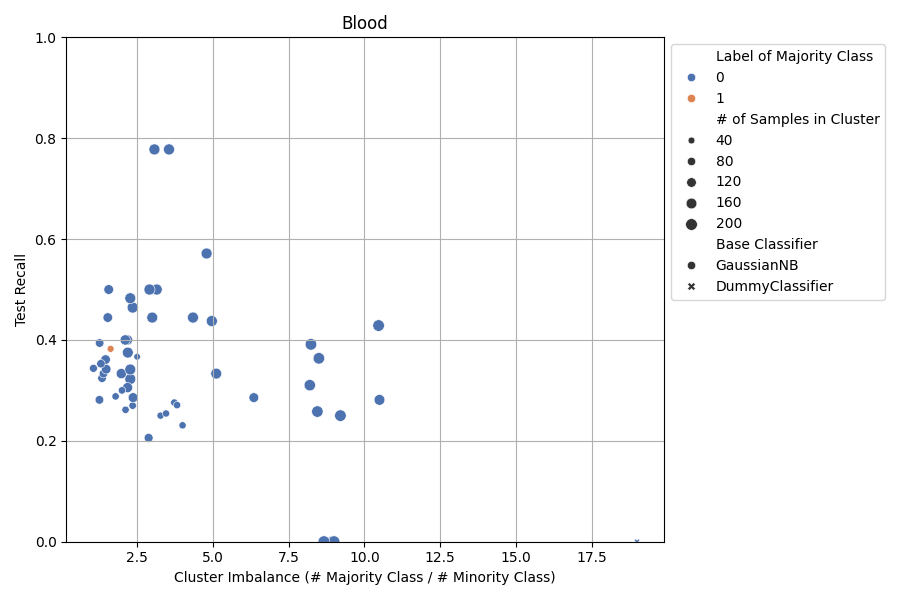 Blood
1.0
0.8
0.6
0.4
0.2
0.0
Test Recall
2.5 5.0 7.5 10.0 12.5 15.0 17.5
Cluster Imbalance (# Majority Class / # Minority Class)
Label of Majority Class
0
1
# of Samples in Cluster
40
80
120
160
200
Base Classifier
GaussianNB
DummyClassifier